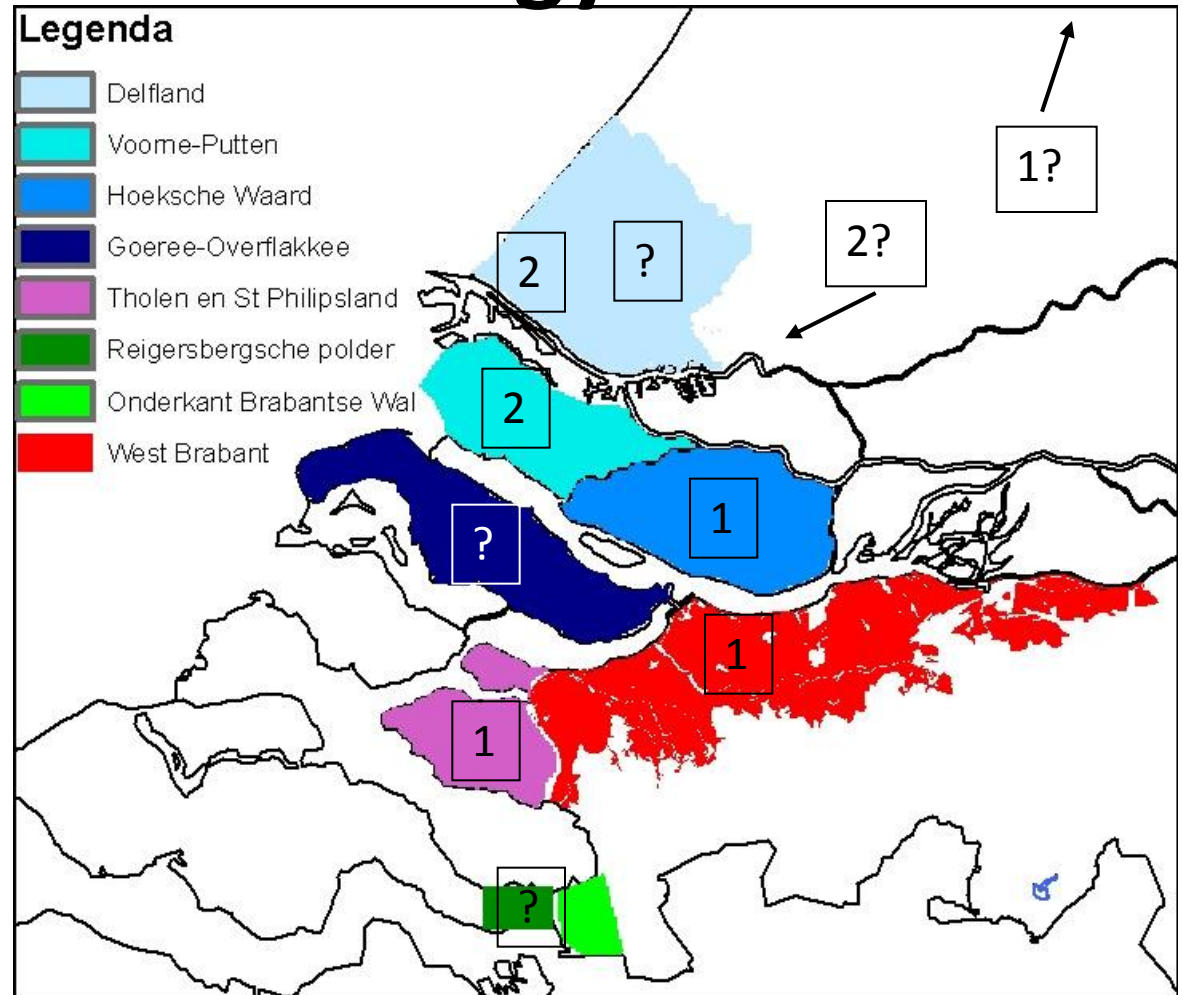 Legenda
Delfland
Voorne-Putten
Hoeksche Waard
Goeree-Overflakkee
Tholen en St Philipsland
Reigersbergsche polder
Onderkant Brabantse Wal
West Brabant
1?
2?
2
?
2
1
?
1
1
?